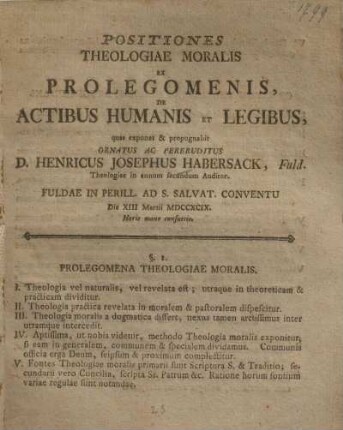 1799
POSITIONES
THEOLOGIAE MORALIS
EX
PROLEGOMENIS,
DE
ACTIBUS HUMANIS ET LEGIBUS,
quas exponet & propugnabit
ORNATUS AC PERERUDITUS
D. HENRICUS JOSEPHUS HABERSACK, Fuld.
Theologiae in annum secundum Auditor.
FULDAE IN PERILL. AD S. SALVAT. CONVENTU
Die XIII Martii MDCCXCIX.
Horis more consuetis.
§. I.
PROLEGOMENA THEOLOGIAE MORALIS.
I. Theologia vel naturalis, vel revelata est; utraque in theoreticam &
practicam dividitur.
II. Theologia practica revelata in moralem & pastoralem dispescitur.
III. Theologia moralis a dogmatica differt, nexus tamen arctissimus inter
utramque intercedit.
IV. Aptissima, ut nobis videtur, methodo Theologia moralis exponitur,
si eam in generalem, communem & specialem dividamus. Communis
officia erga Deum, seipsum & proximum complectitur.
V. Fontes Theologiae moralis primarii sunt Scriptura S. & Traditio; se-
cundarii vero Concilia, scripta SS. Patrum &c. Ratione horum fontium
variae regulae sunt notandae.